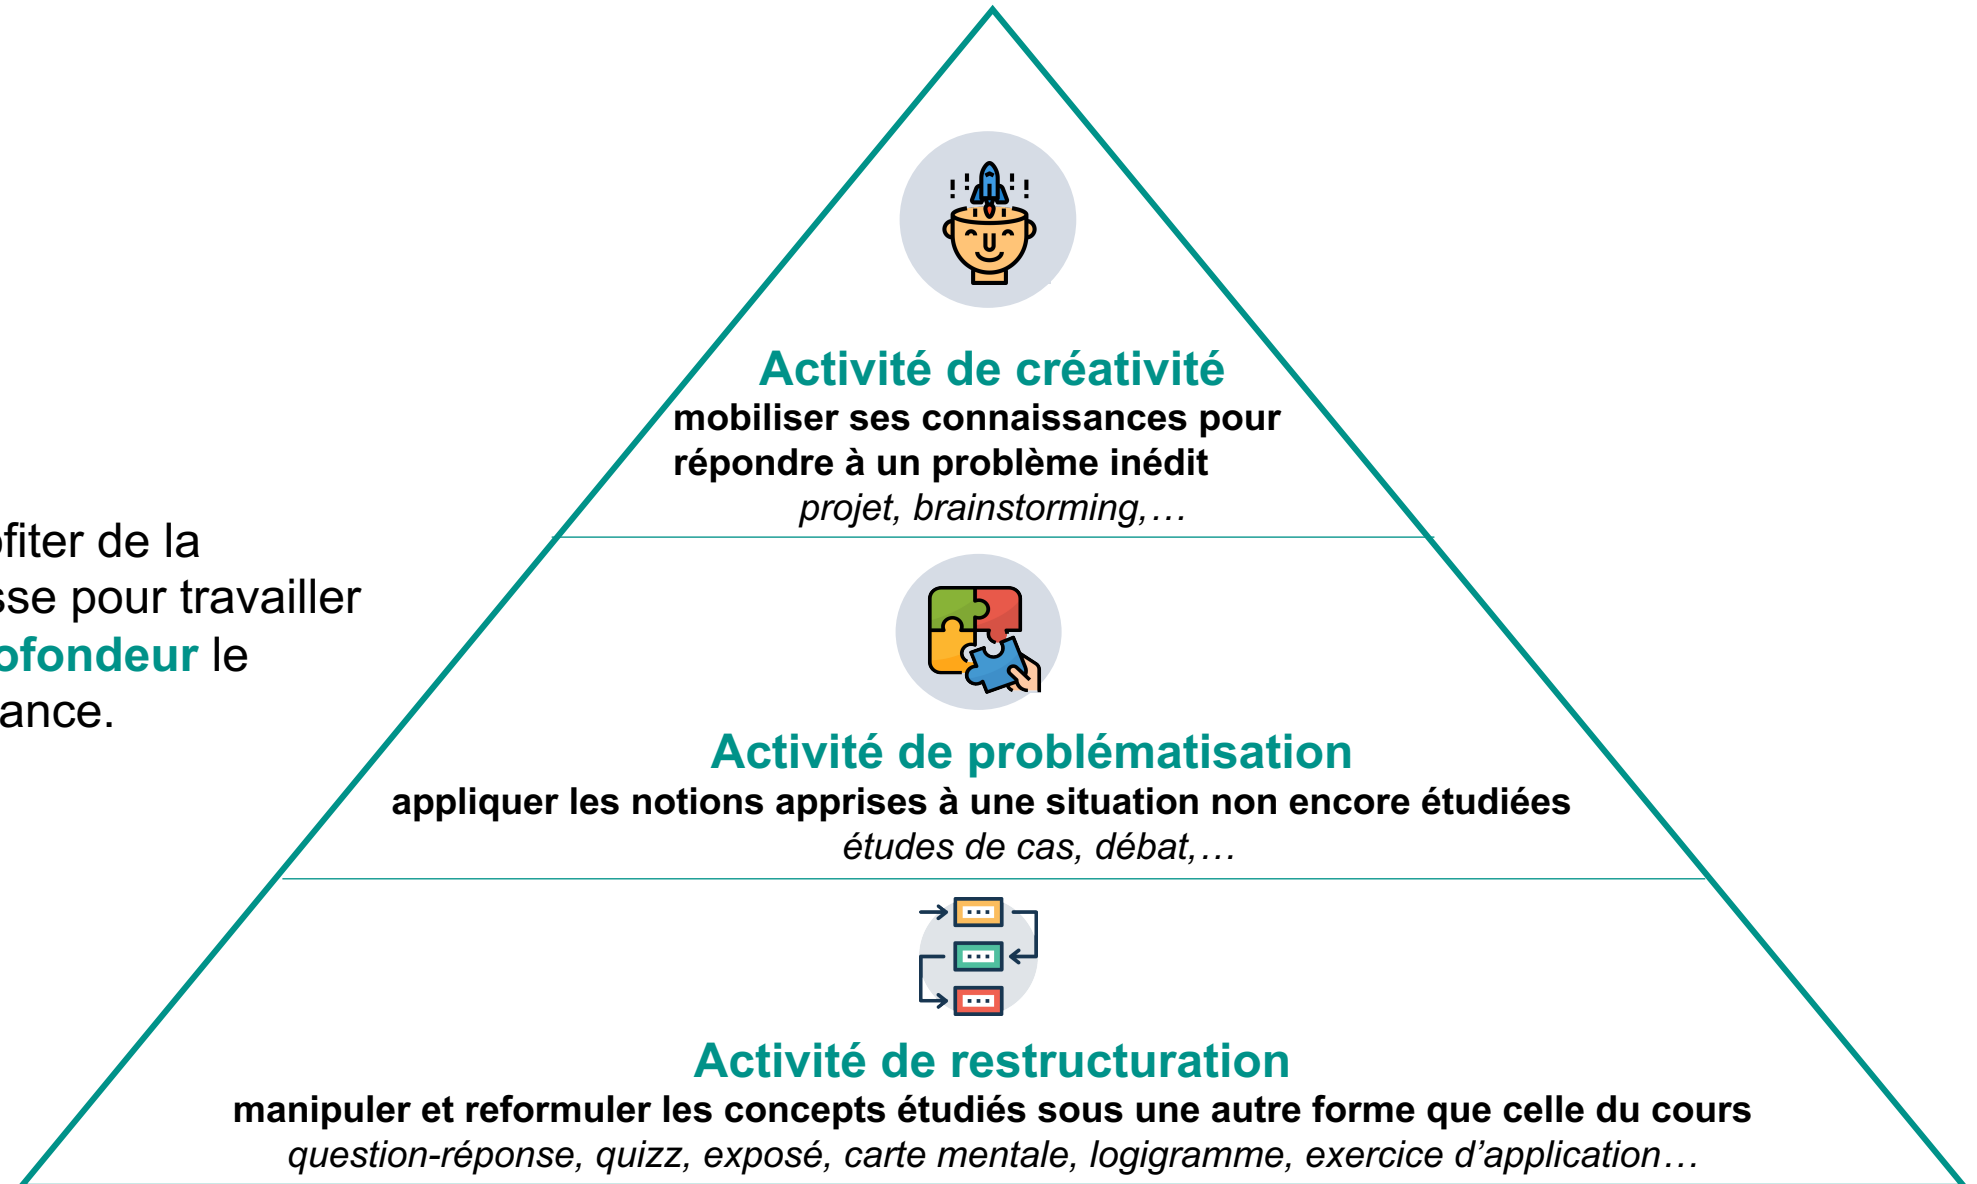 Activité de créativité
mobiliser ses connaissances pour
répondre à un problème inédit
projet, brainstorming,…
fiter de la
sse pour travailler
ofondeur le
ance.
Activité de problématisation
appliquer les notions apprises à une situation non encore étudiées
études de cas, débat,…
Activité de restructuration
manipuler et reformuler les concepts étudiés sous une autre forme que celle du cours
question-réponse, quizz, exposé, carte mentale, logigramme, exercice d’application…